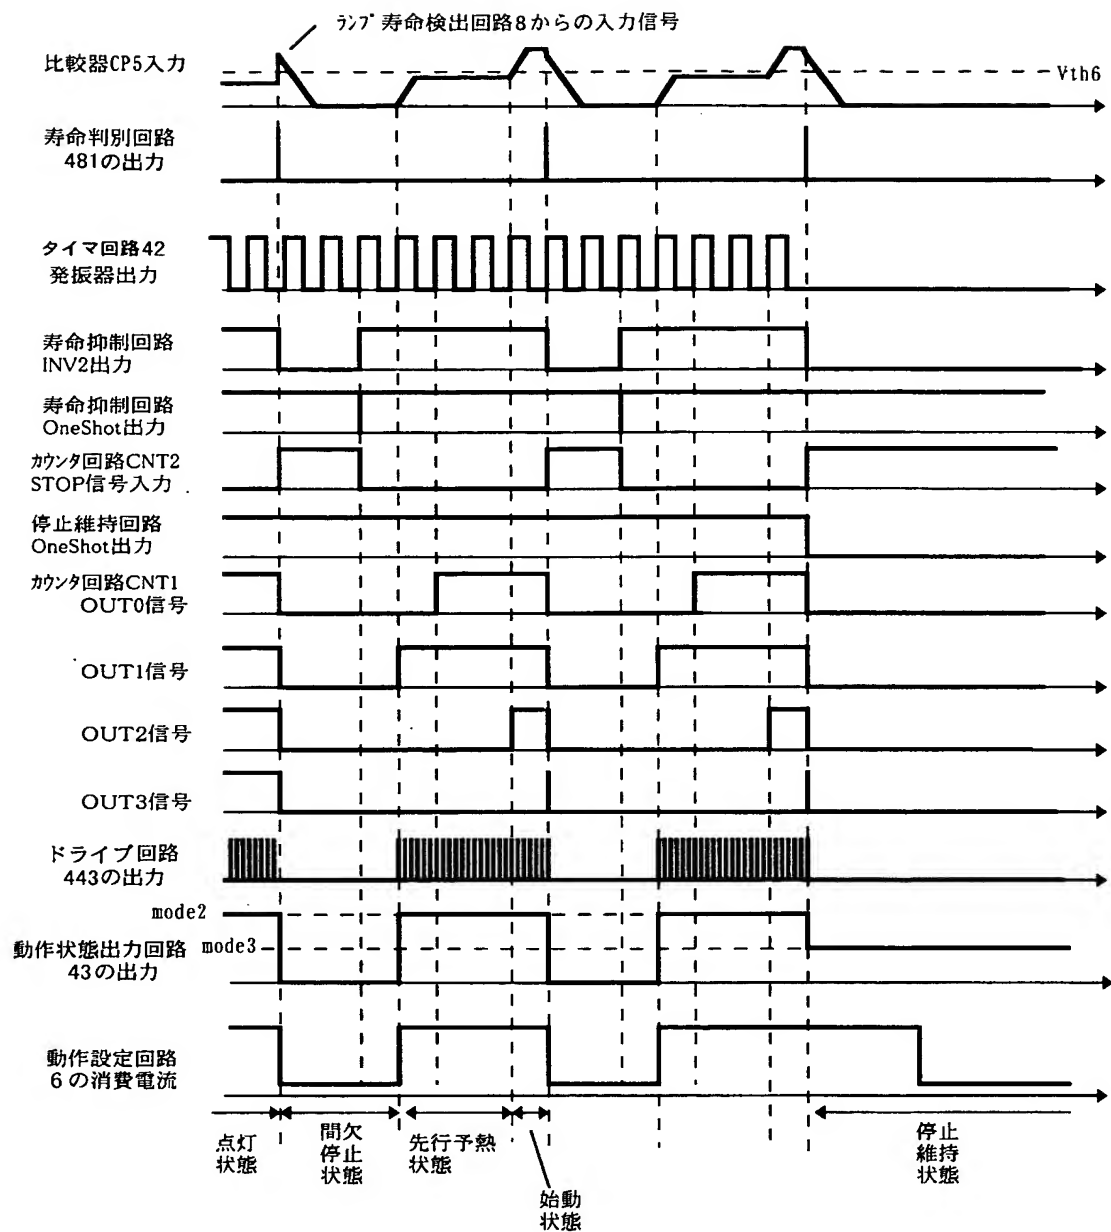 ﾗﾝﾌﾟ寿命検出回路8からの入力信号
比較器CP5入力
Vth6
寿命判別回路
481の出力
タイマ回路42
発振器出力
寿命抑制回路
INV2出力
寿命抑制回路
OneShot出力
ｶｳﾝﾀ回路CNT2
STOP信号入力
停止維持回路
OneShot出力
ｶｳﾝﾀ回路CNT1
OUT0信号
OUT1信号
OUT2信号
OUT3信号
ドライブ回路
443の出力
mode2
mode3
動作状態出力回路
43の出力
動作設定回路
6の消費電流
点灯
状態
間欠
停止
状態
先行予熱
状態
始動
状態
停止
維持
状態